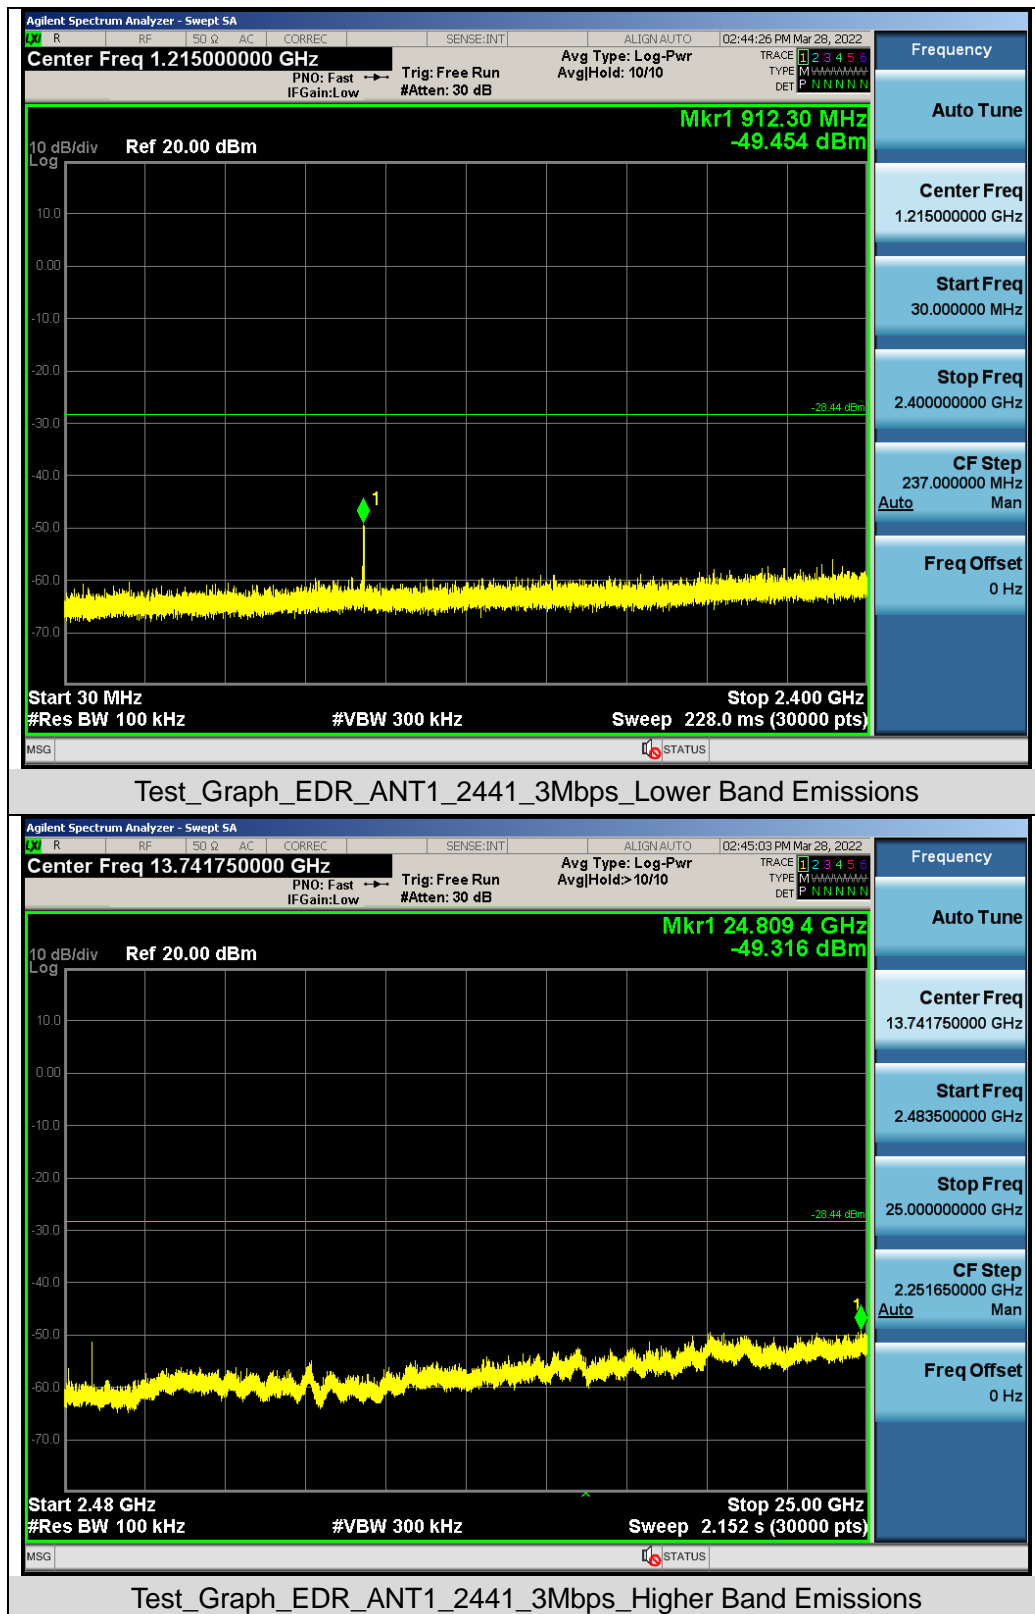 Agilent Spectrum Analyzer - Swept SA
LXI R RF 50 Ω AC CORREC SENSE:INT ALIGN AUTO 02:44:26 PM Mar 28, 2022
Center Freq 1.215000000 GHz
PNO: Fast
IFGain:Low
Trig: Free Run
#Atten: 30 dB
Avg Type: Log-Pwr
Avg|Hold: 10/10
TRACE 1 2 3 4 5 6
TYPE M
DET P N N N N N
Mkr1 912.30 MHz
-49.454 dBm
10 dB/div Ref 20.00 dBm
Log
10.0
0.00
-10.0
-20.0
-28.44 dBm
-30.0
-40.0
1
-50.0
-60.0
-70.0
Start 30 MHz Stop 2.400 GHz
#Res BW 100 kHz #VBW 300 kHz Sweep 228.0 ms (30000 pts)
MSG STATUS
Frequency
Auto Tune
Center Freq
1.215000000 GHz
Start Freq
30.000000 MHz
Stop Freq
2.400000000 GHz
CF Step
237.000000 MHz
Auto Man
Freq Offset
0 Hz
Test_Graph_EDR_ANT1_2441_3Mbps_Lower Band Emissions
Agilent Spectrum Analyzer - Swept SA
LXI R RF 50 Ω AC CORREC SENSE:INT ALIGN AUTO 02:45:03 PM Mar 28, 2022
Center Freq 13.741750000 GHz
PNO: Fast
IFGain:Low
Trig: Free Run
#Atten: 30 dB
Avg Type: Log-Pwr
Avg|Hold:>10/10
TRACE 1 2 3 4 5 6
TYPE M
DET P N N N N N
Mkr1 24.809 4 GHz
-49.316 dBm
10 dB/div Ref 20.00 dBm
Log
10.0
0.00
-10.0
-20.0
-28.44 dBm
-30.0
-40.0
1
-50.0
-60.0
-70.0
Start 2.48 GHz Stop 25.00 GHz
#Res BW 100 kHz #VBW 300 kHz Sweep 2.152 s (30000 pts)
MSG STATUS
Frequency
Auto Tune
Center Freq
13.741750000 GHz
Start Freq
2.483500000 GHz
Stop Freq
25.000000000 GHz
CF Step
2.251650000 GHz
Auto Man
Freq Offset
0 Hz
Test_Graph_EDR_ANT1_2441_3Mbps_Higher Band Emissions